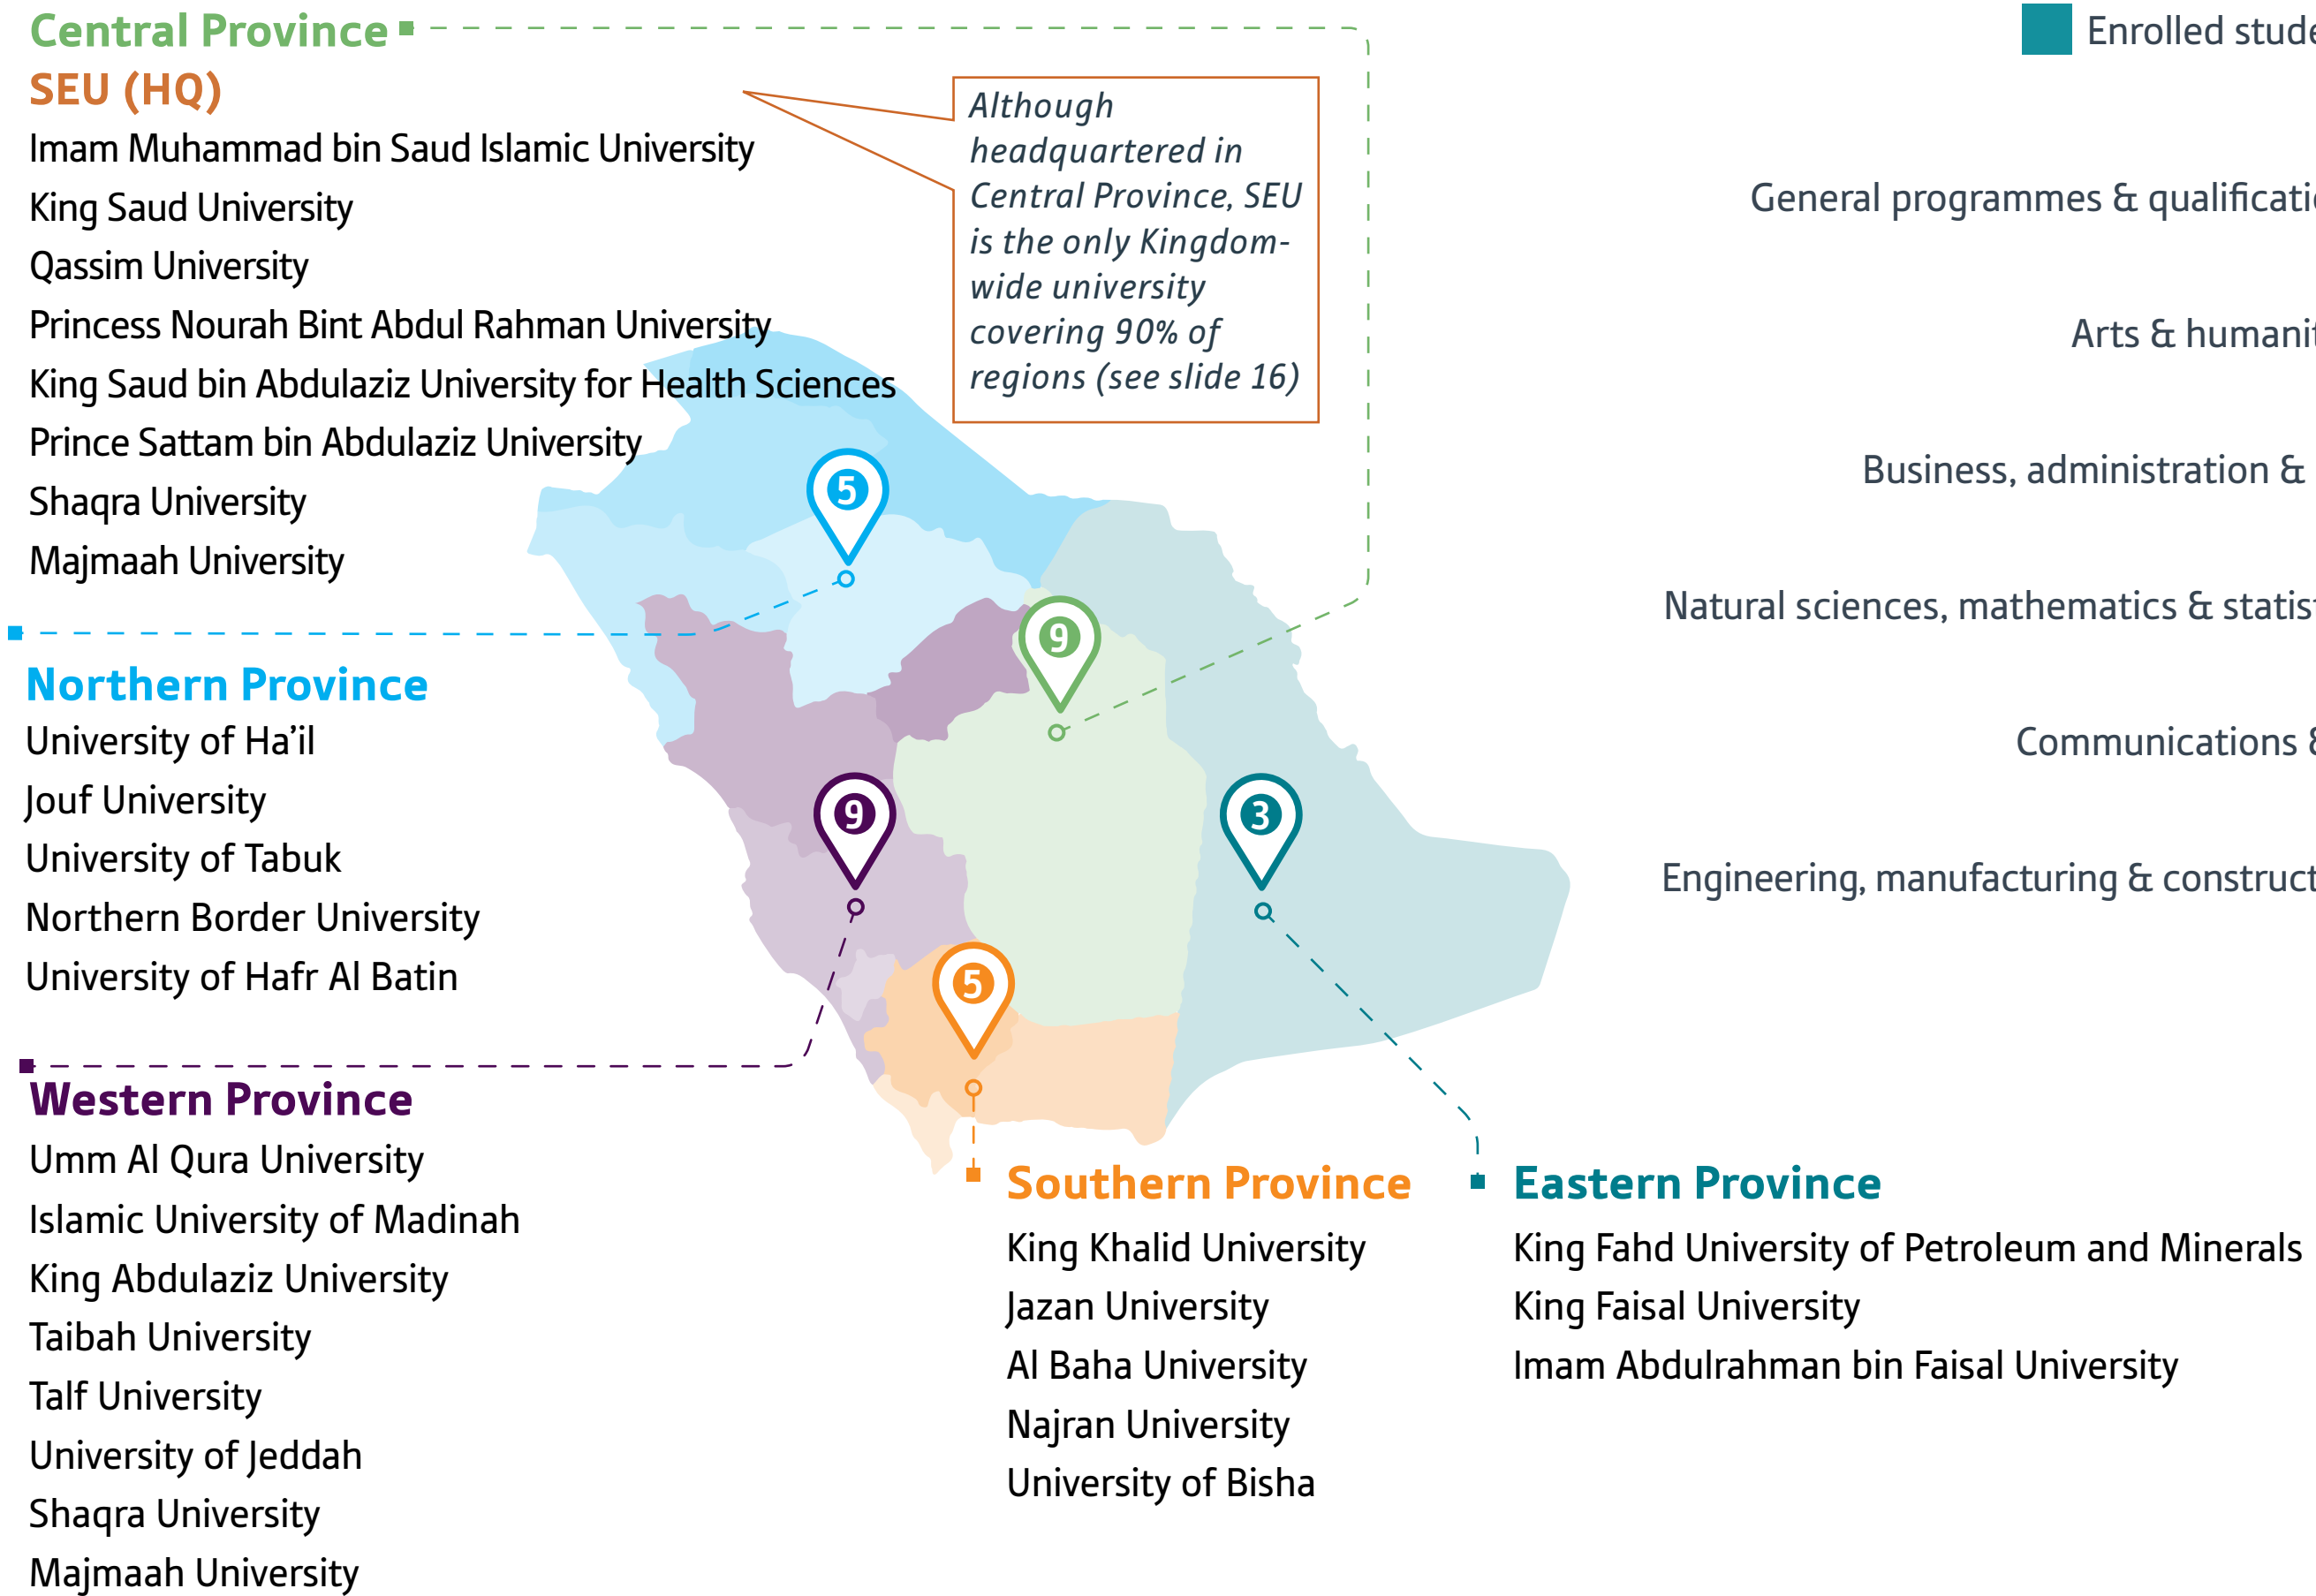 Central Province
SEU (HQ)
Imam Muhammad bin Saud Islamic University
King Saud University
Qassim University
Princess Nourah Bint Abdul Rahman University
King Saud bin Abdulaziz University for Health Sciences
Prince Sattam bin Abdulaziz University
Shaqra University
Majmaah University
Although
headquartered in
Central Province, SEU
is the only Kingdom-
wide university
covering 90% of
regions (see slide 16)
5
9
9
3
5
Northern Province
University of Ha’il
Jouf University
University of Tabuk
Northern Border University
University of Hafr Al Batin
Western Province
Umm Al Qura University
Islamic University of Madinah
King Abdulaziz University
Taibah University
Talf University
University of Jeddah
Shaqra University
Majmaah University
Southern Province
King Khalid University
Jazan University
Al Baha University
Najran University
University of Bisha
Eastern Province
King Fahd University of Petroleum and Minerals
King Faisal University
Imam Abdulrahman bin Faisal University
Enrolled
General programmes &
Arts &
Business, administration &
Natural sciences, mathematics &
Communications
Engineering, manufacturing &